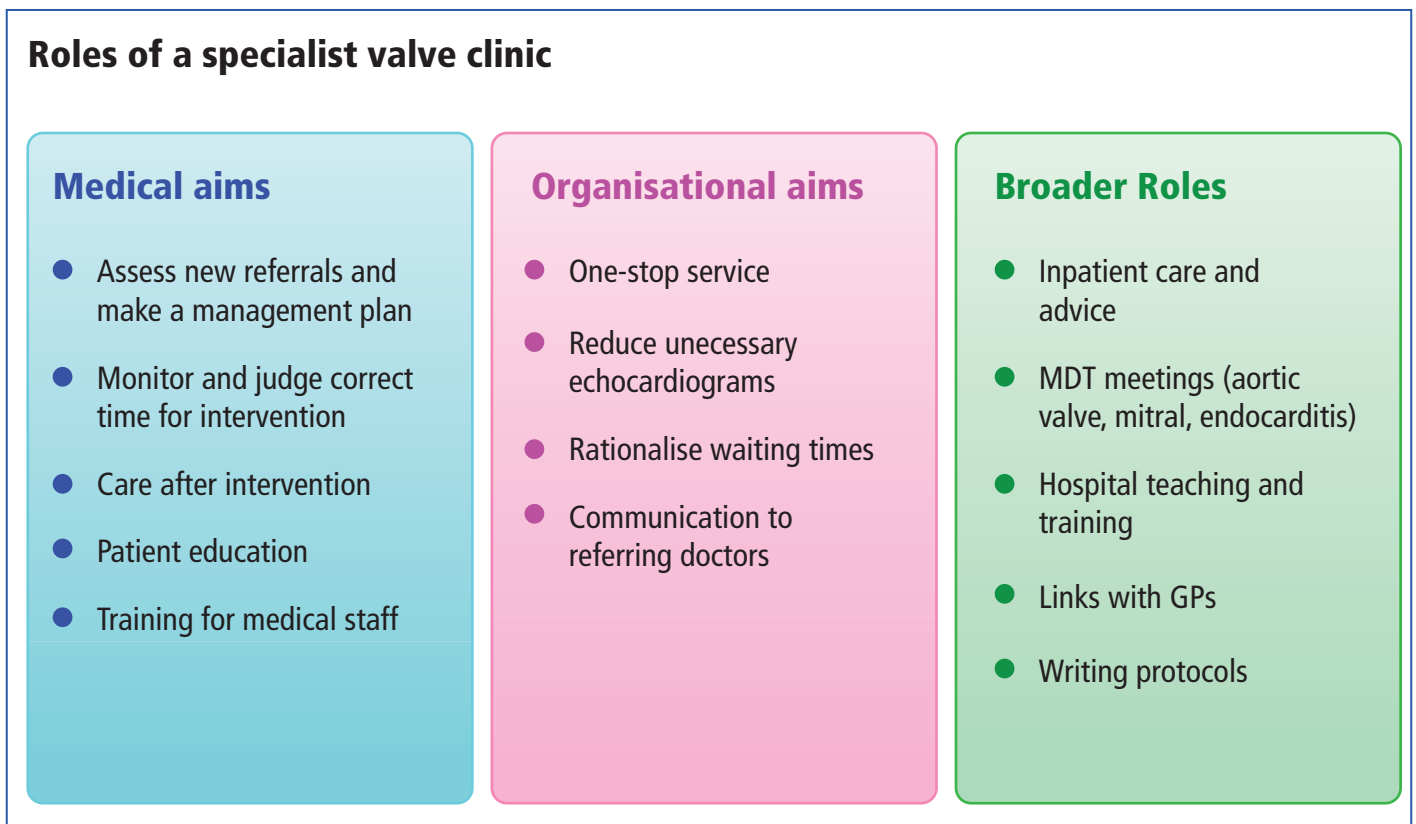 Roles of a specialist valve clinic
Medical aims
Assess new referrals and
make a management plan
Monitor and judge correct
time for intervention
Care after intervention
Patient education
Training for medical staff
Organisational aims
One-stop service
Reduce unecessary
echocardiograms
Rationalise waiting times
Communication to
referring doctors
Broader Roles
Inpatient care and
advice
MDT meetings (aortic
valve, mitral, endocarditis)
Hospital teaching and
training
Links with GPs
Writing protocols